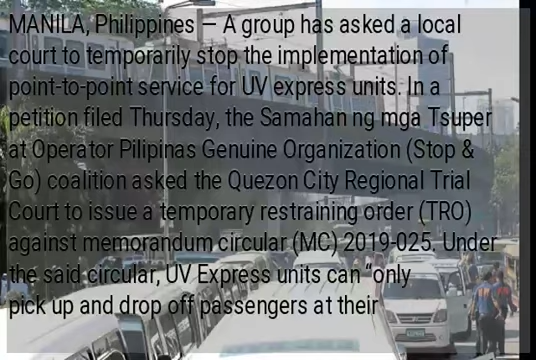 MANILA, Philippines — A group has asked a local
court to temporarily stop the implementation of
point-to-point service for UV express units. In a
petition filed Thursday, the Samahan ng mga Tsuper
at Operator Pilipinas Genuine Organization (Stop &
Go) coalition asked the Quezon City Regional Trial
Court to issue a temporary restraining order (TRO)
against memorandum circular (MC) 2019-025. Under
the said circular, UV Express units can “only
pick up and drop off passengers at their